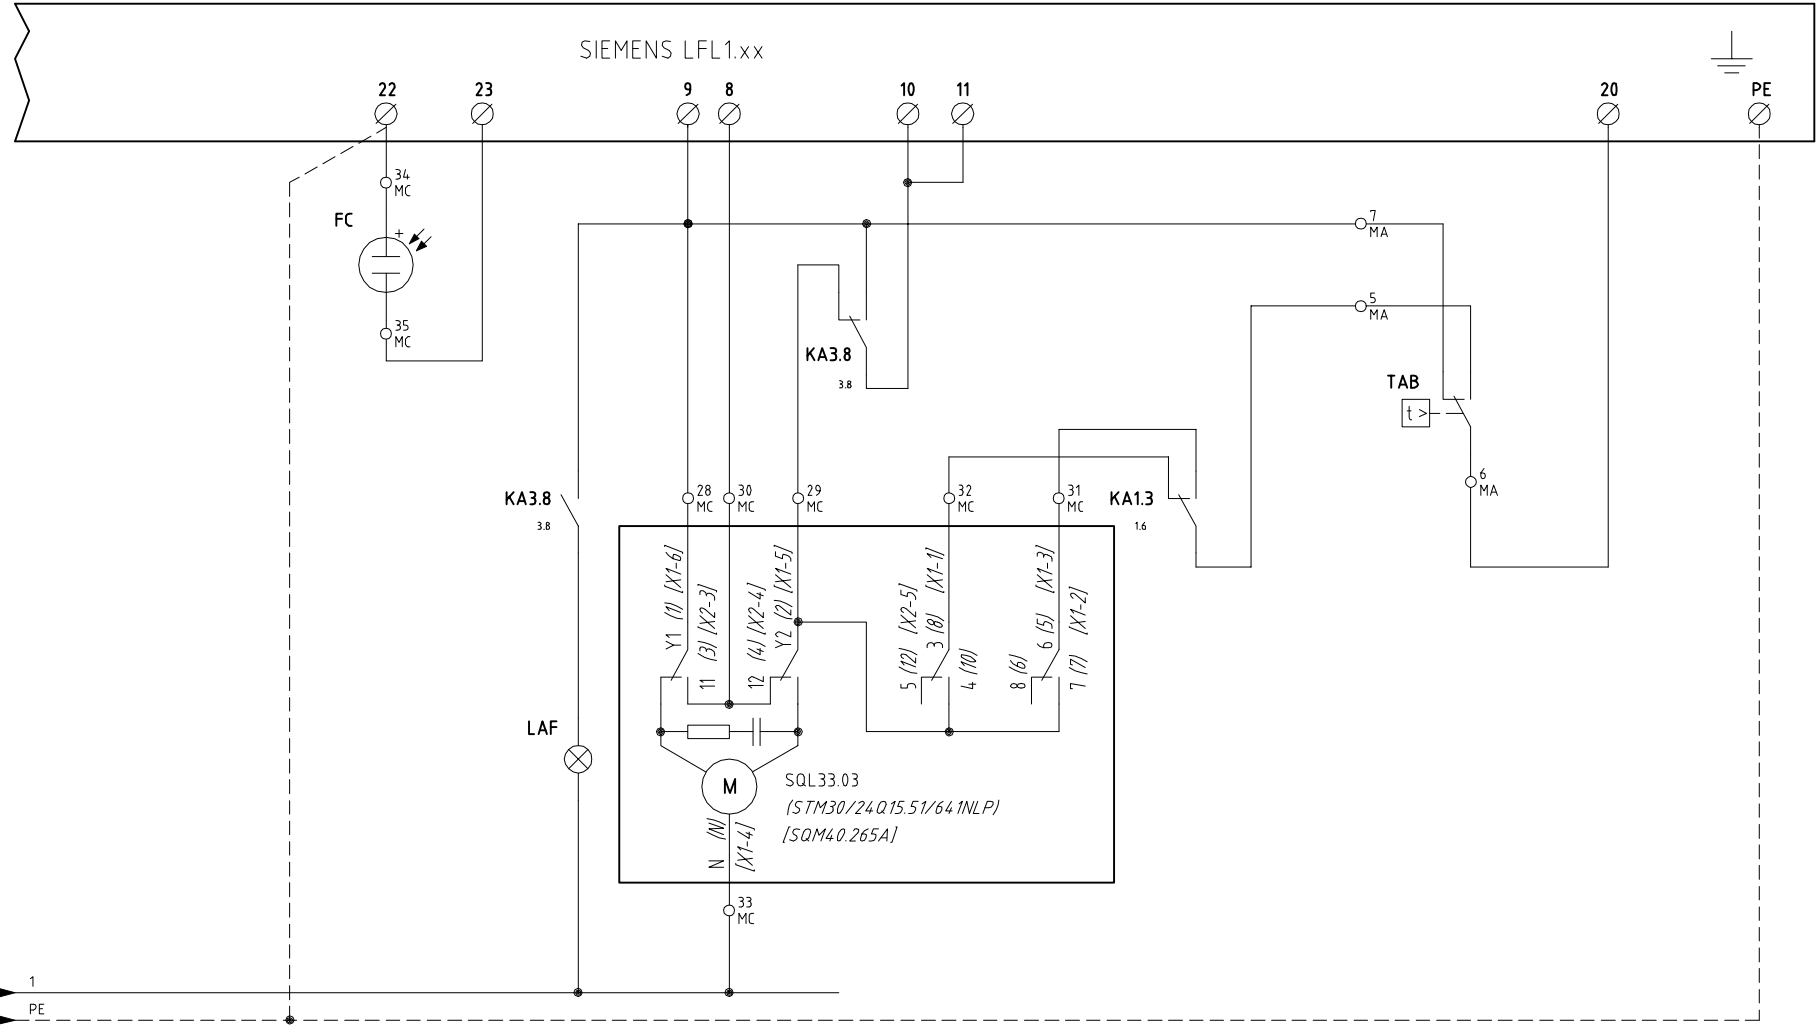 SIEMENS LFL1.xx
22
23
9
8
10
11
20
PE
34
MC
FC
+
35
MC
7
MA
5
MA
KA3.8
3.8
TAB
t >
6
MA
KA3.8
3.8
28
MC
30
MC
29
MC
32
MC
31
MC
KA1.3
1.6
Y1 (1) [X1-6]
11 (3) [X2-3]
12 (4) [X2-4]
Y2 (2) [X1-5]
5 (12) [X2-5]
3 (8) [X1-1]
4 (10)
8 (6)
6 (5) [X1-3]
7 (7) [X1-2]
LAF
M
SQL33.03
(STM30/24Q15.51/641NLP)
[SQM40.265A]
N (N)
[X1-4]
33
MC
1
PE